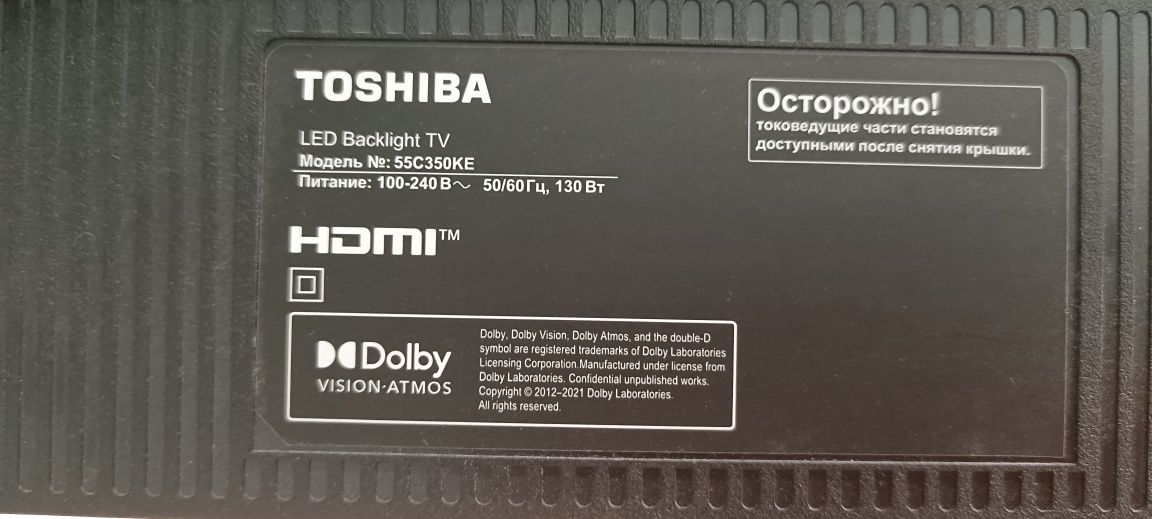 TOSHIBA
LED Backlight TV
Модель №: 55C350KE
Питание: 100-240 В～ 50/60 Гц, 130 Вт
HDMI™
Dolby
VISION·ATMOS
Dolby, Dolby Vision, Dolby Atmos, and the double-D
symbol are registered trademarks of Dolby Laboratories
Licensing Corporation.Manufactured under license from
Dolby Laboratories. Confidential unpublished works.
Copyright © 2012–2021 Dolby Laboratories.
All rights reserved.
Осторожно!
токоведущие части становятся
доступными после снятия крышки.